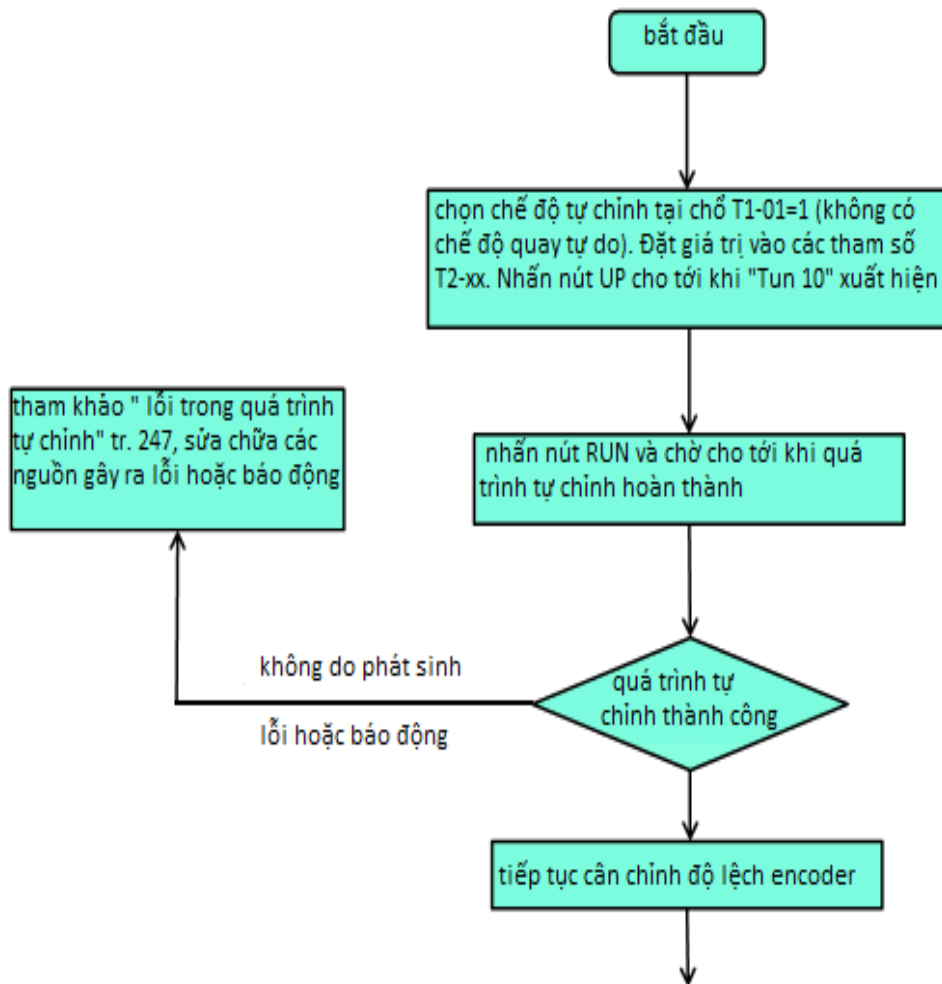 bắt đầu
chọn chế độ tự chỉnh tại chổ T1-01=1 (không có
chế độ quay tự do). Đặt giá trị vào các tham số
T2-xx. Nhấn nút UP cho tới khi "Tun 10" xuất hiện
tham khảo " lỗi trong quá trình
tự chỉnh" tr. 247, sửa chữa các
nguồn gây ra lỗi hoặc báo động
nhấn nút RUN và chờ cho tới khi quá
trình tự chỉnh hoàn thành
không do phát sinh
lỗi hoặc báo động
quá trình tự
chỉnh thành công
tiếp tục cân chỉnh độ lệch encoder